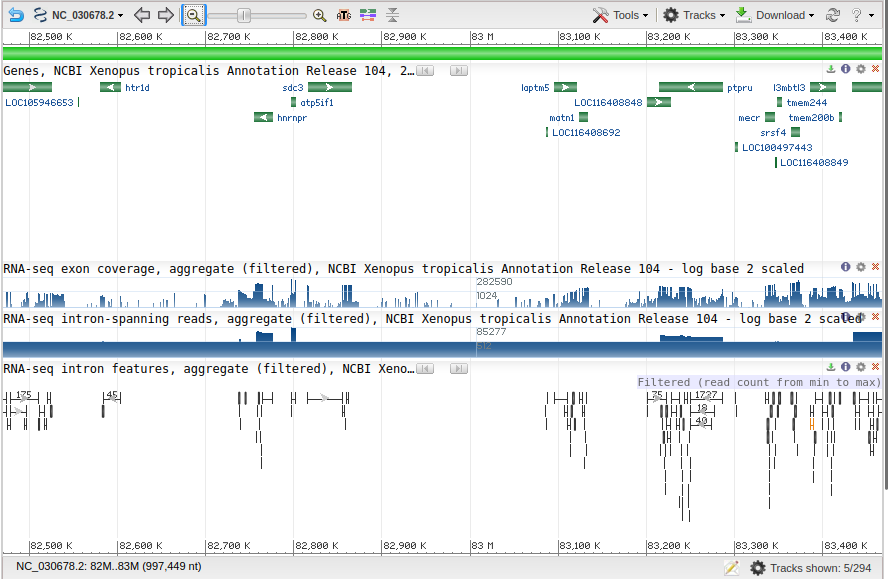 NC_030678.2 ATG Tools Tracks Download ?
82,500 K 82,600 K 82,700 K 82,800 K 82,900 K 83 M 83,100 K 83,200 K 83,300 K 83,400 K
Genes, NCBI Xenopus tropicalis Annotation Release 104, 2…
htr1d sdc3 laptm5 ptpru l3mbtl3
LOC105946653 atp5if1 LOC116408848 tmem244
hnrnpr matn1 mecr tmem200b
LOC116408692 srsf4
LOC100497443
LOC116408849
RNA-seq exon coverage, aggregate (filtered), NCBI Xenopus tropicalis Annotation Release 104 - log base 2 scaled
282590
1024
RNA-seq intron-spanning reads, aggregate (filtered), NCBI Xenopus tropicalis Annotation Release 104 - log base 2 scaled
85277
512
RNA-seq intron features, aggregate (filtered), NCBI Xeno…
Filtered (read count from min to max)
175 45 75 1727
18
40
82,500 K 82,600 K 82,700 K 82,800 K 82,900 K 83 M 83,100 K 83,200 K 83,300 K 83,400 K
NC_030678.2: 82M..83M (997,449 nt) Tracks shown: 5/294